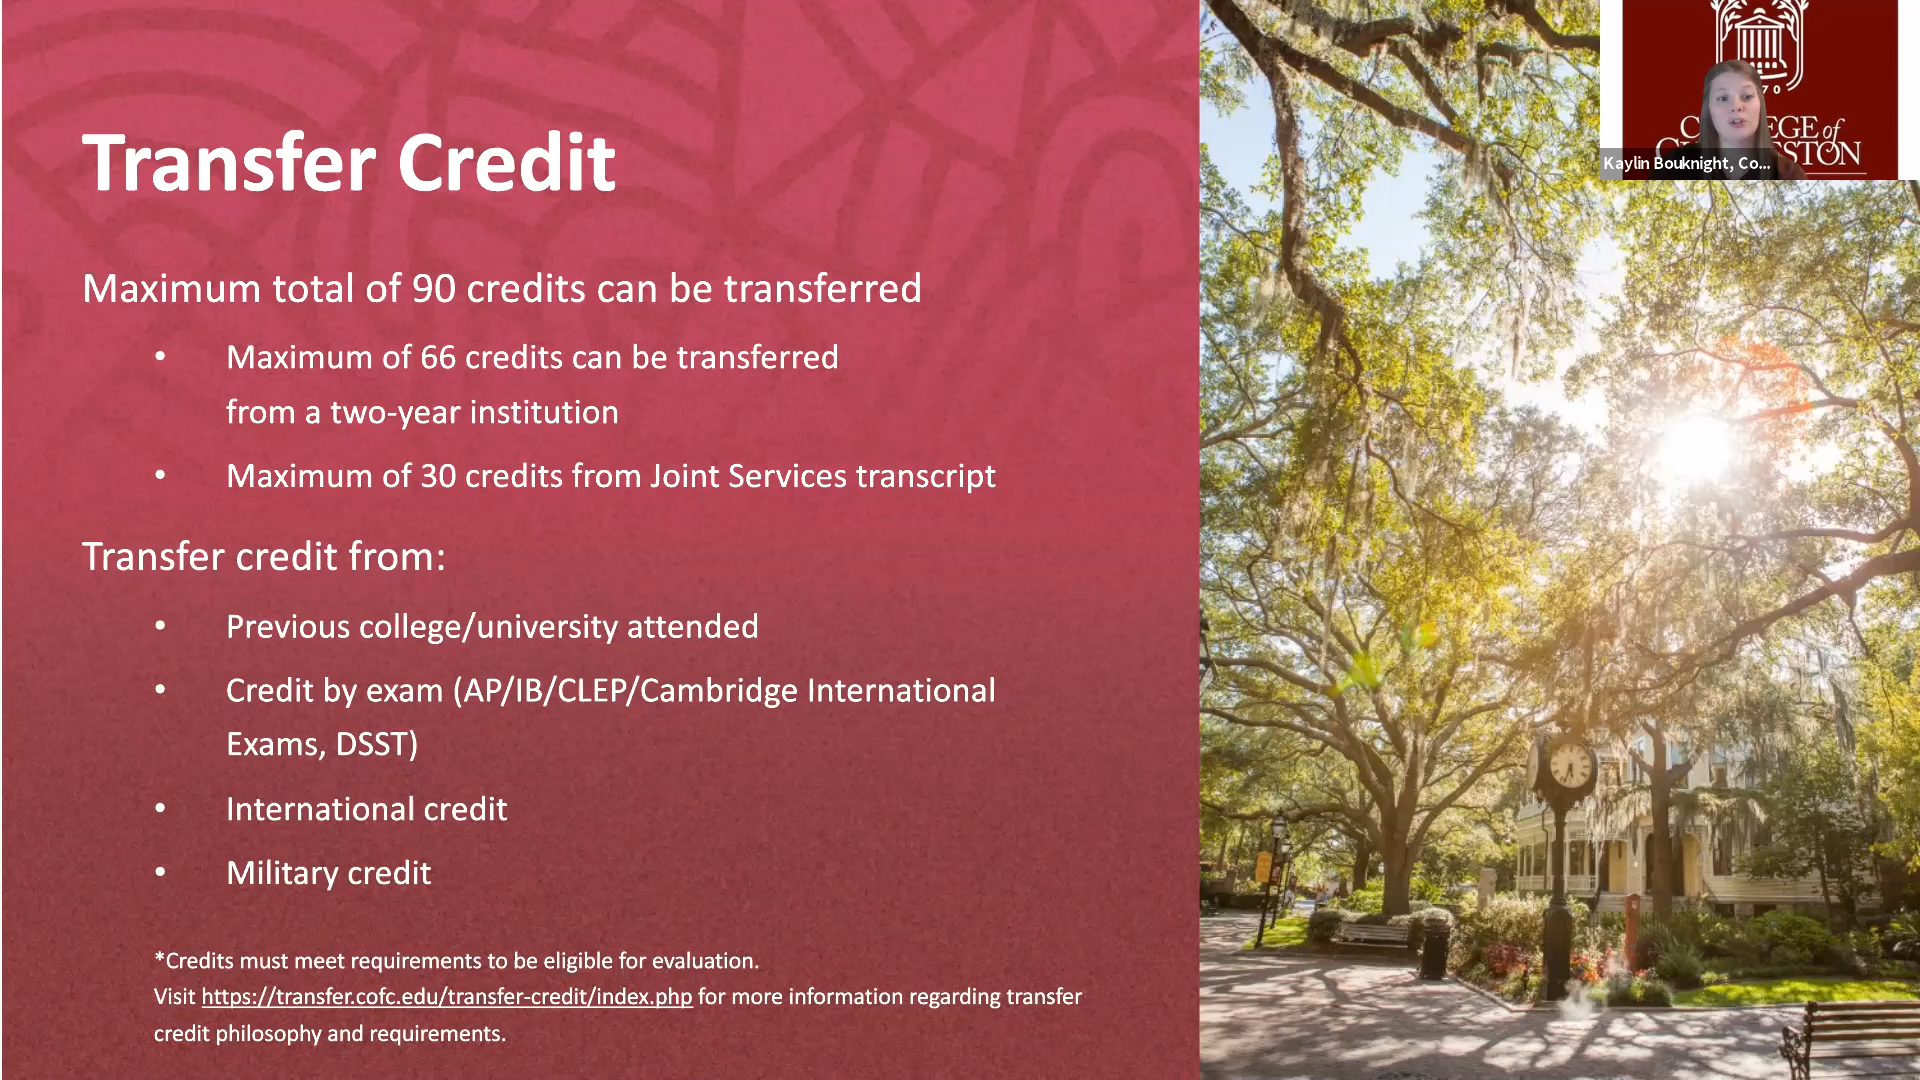 Transfer Credit
Maximum total of 90 credits can be transferred
• Maximum of 66 credits can be transferred
from a two-year institution
• Maximum of 30 credits from Joint Services transcript
Transfer credit from:
• Previous college/university attended
• Credit by exam (AP/IB/CLEP/Cambridge International
Exams, DSST)
• International credit
• Military credit
*Credits must meet requirements to be eligible for evaluation.
Visit https://transfer.cofc.edu/transfer-credit/index.php for more information regarding transfer
credit philosophy and requirements.
70
of
Kaylin Bouknight, Co...